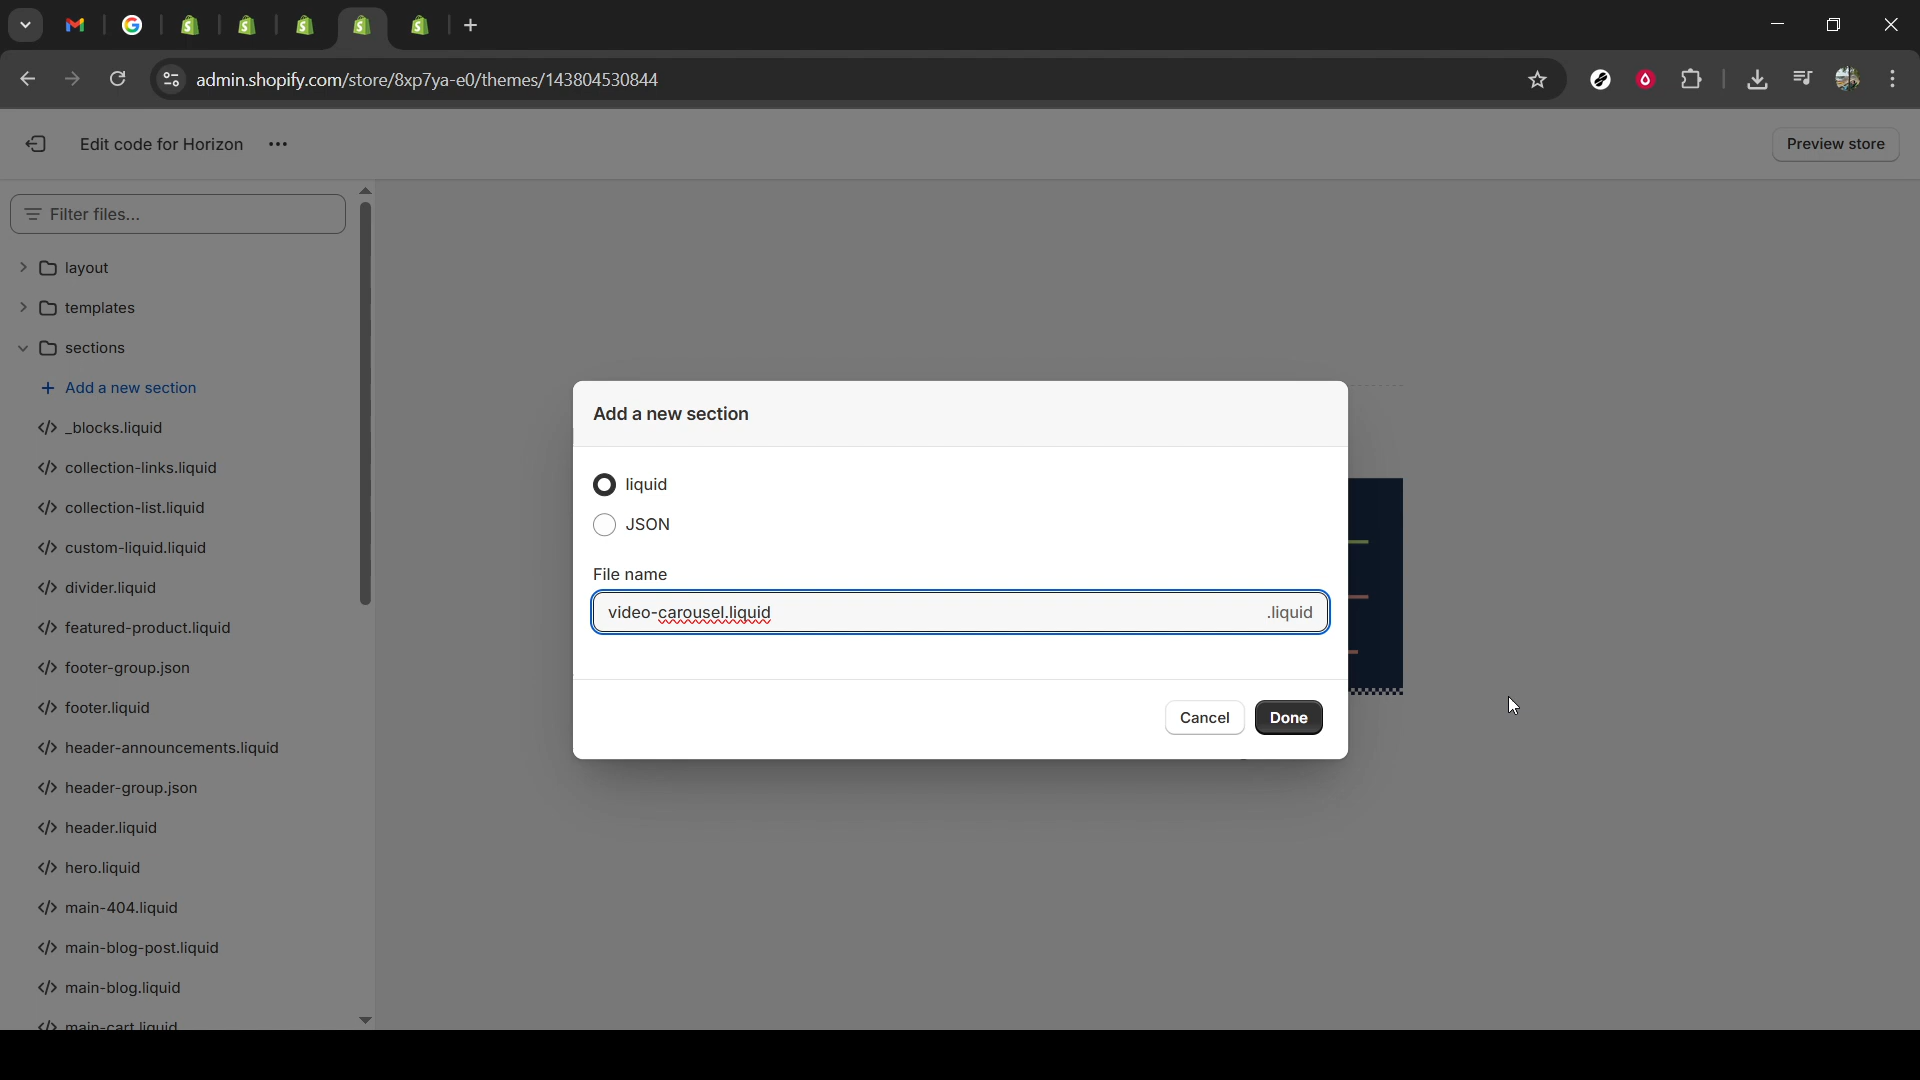 admin.shopify.com/store/8xp7ya-e0/themes/143804530844
Edit code for Horizon
Preview store
Filter files...
layout
templates
sections
Add a new section
_blocks.liquid
collection-links.liquid
collection-list.liquid
custom-liquid.liquid
divider.liquid
featured-product.liquid
footer-group.json
footer.liquid
header-announcements.liquid
header-group.json
header.liquid
hero.liquid
main-404.liquid
main-blog-post.liquid
main-blog.liquid
main-cart.liquid
Add a new section
liquid
JSON
File name
video-carousel.liquid .liquid
Cancel Done